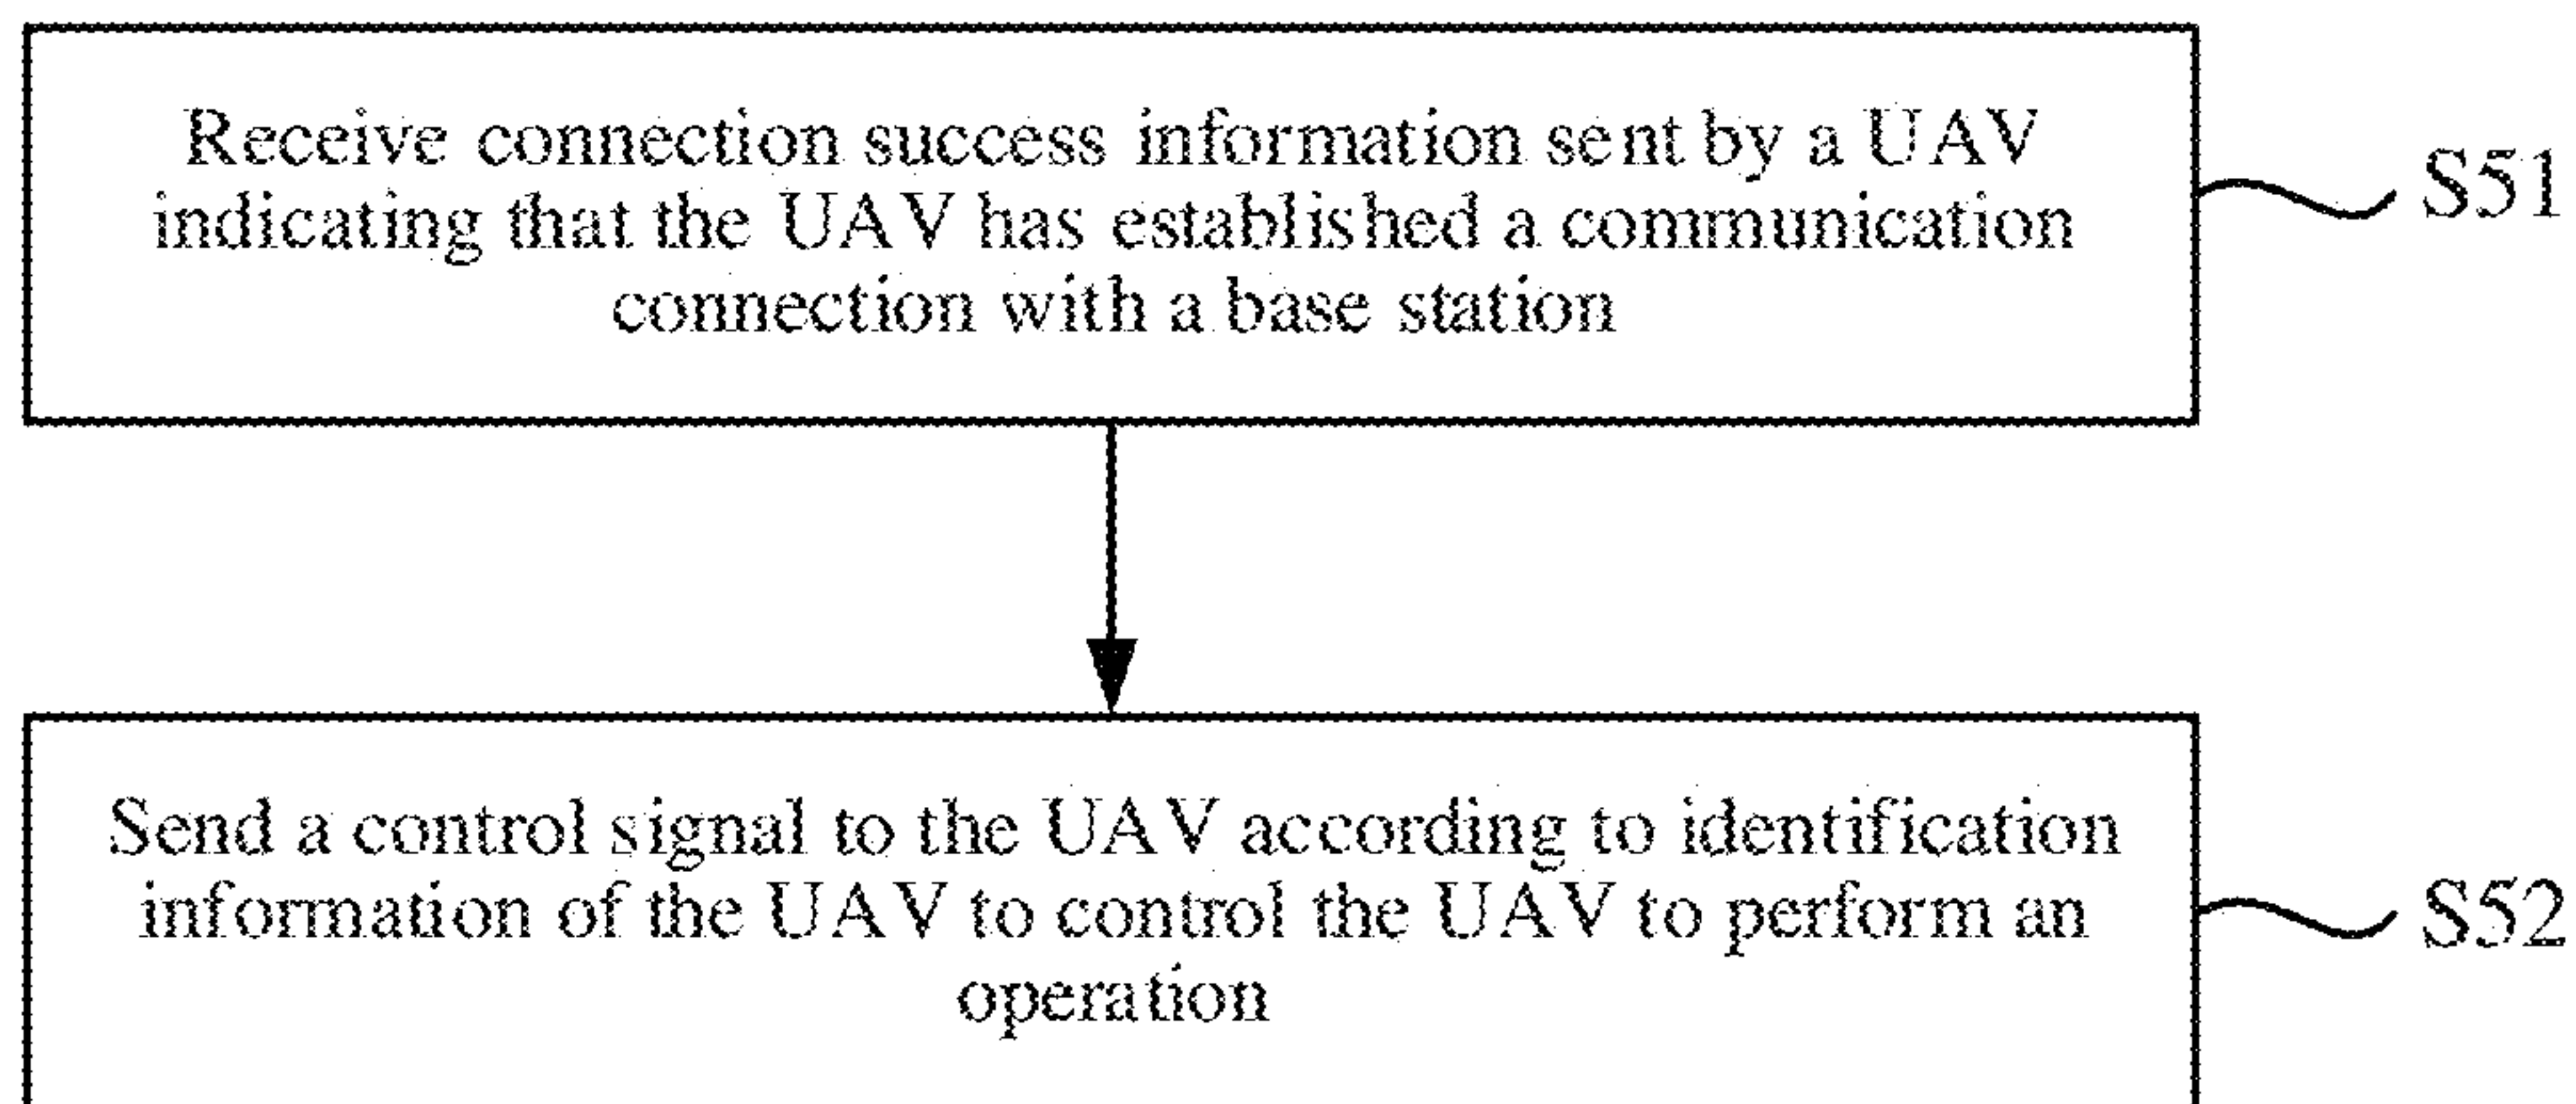 Receive connection success information sent by a UAV
indicating that the UAV has established a communication
connection with a base station
S51
Send a control signal to the UAV according to identification
information of the UAV to control the UAV to perform an
operation
S52